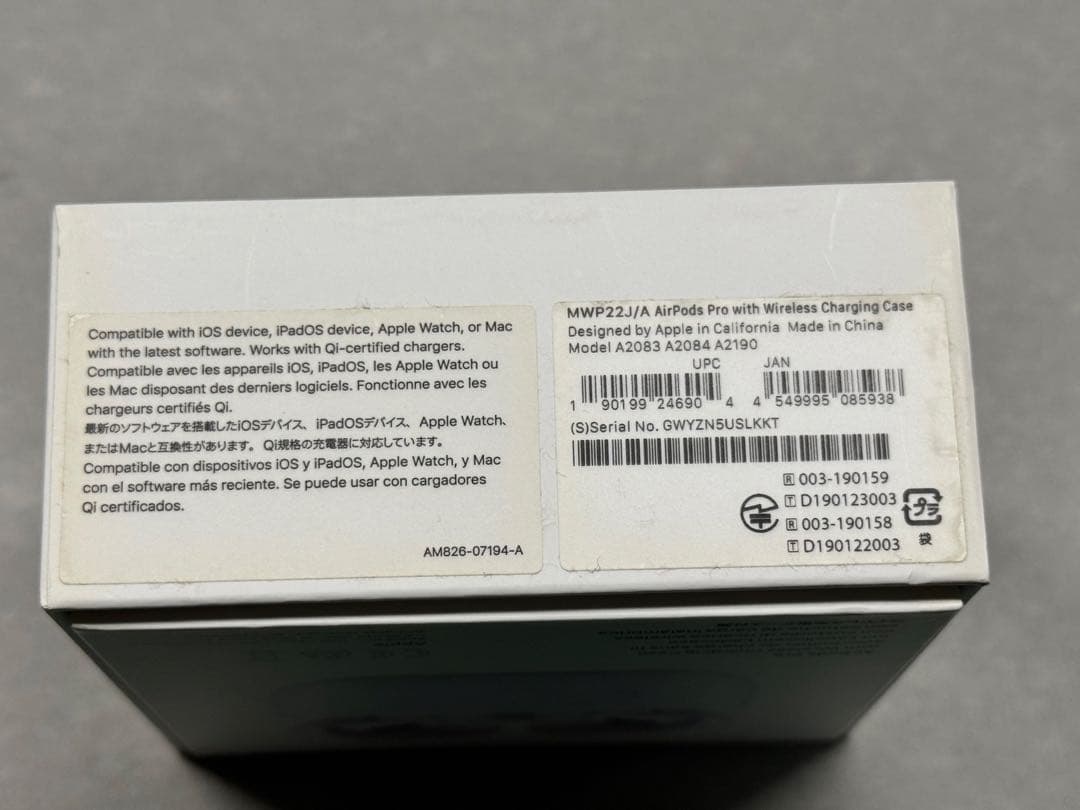 Compatible with iOS device, iPadOS device, Apple Watch, or Mac
with the latest software. Works with Qi-certified chargers.
Compatible avec les appareils iOS, iPadOS, les Apple Watch ou
les Mac disposant des derniers logiciels. Fonctionne avec les
chargeurs certifiés Qi.
最新のソフトウェアを搭載したiOSデバイス、iPadOSデバイス、Apple Watch、
またはMacと互換性があります。Qi規格の充電器に対応しています。
Compatible con dispositivos iOS y iPadOS, Apple Watch, y Mac
con el software más reciente. Se puede usar con cargadores
Qi certificados.
AM826-07194-A
MWP22J/A AirPods Pro with Wireless Charging Case
Designed by Apple in California Made in China
Model A2083 A2084 A2190
UPC JAN
1 90199 24690 4 4 549995 085938
(S)Serial No. GWYZN5USLKKT
R 003-190159
T D190123003
R 003-190158
T D190122003
プラ
袋